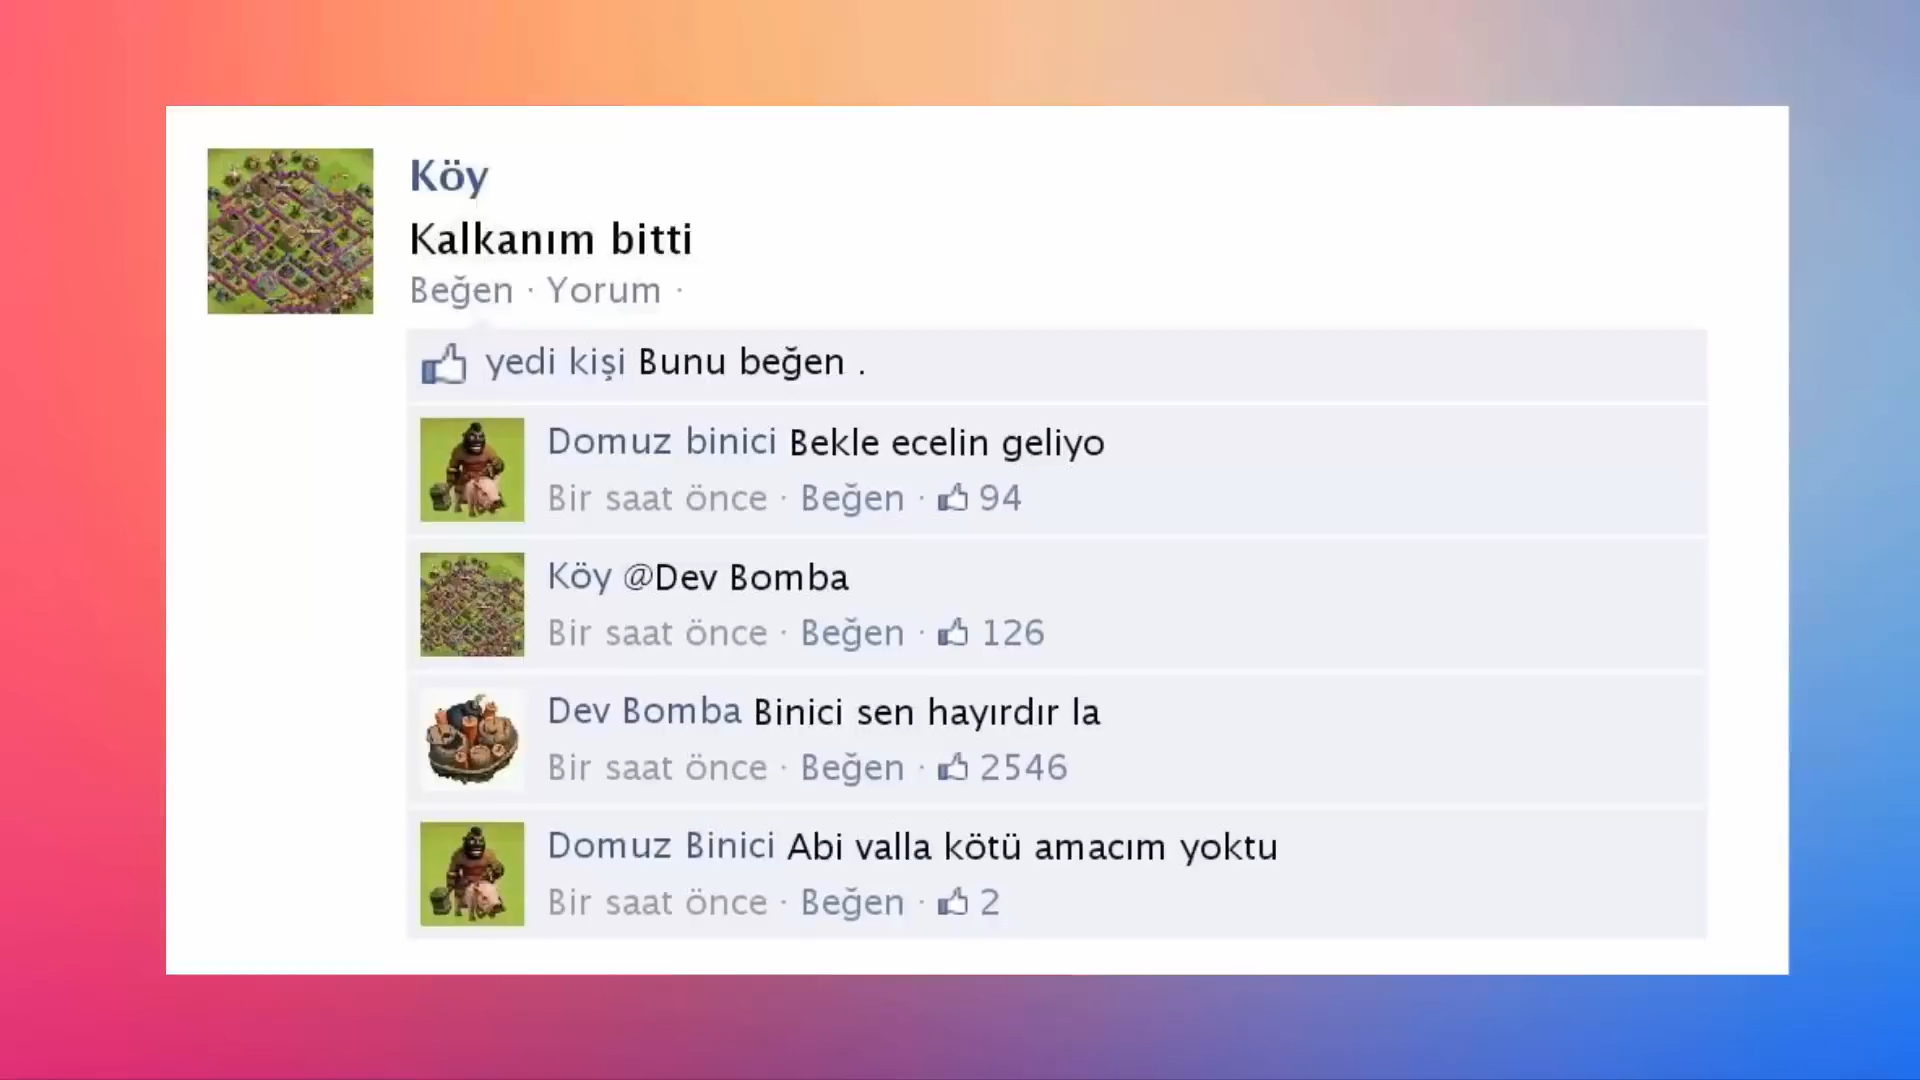 Köy
Kalkanım bitti
Beğen · Yorum ·
yedi kişi Bunu beğen .
Domuz binici Bekle ecelin geliyo
Bir saat önce · Beğen · 94
Köy @Dev Bomba
Bir saat önce · Beğen · 126
Dev Bomba Binici sen hayırdır la
Bir saat önce · Beğen · 2546
Domuz Binici Abi valla kötü amacım yoktu
Bir saat önce · Beğen · 2